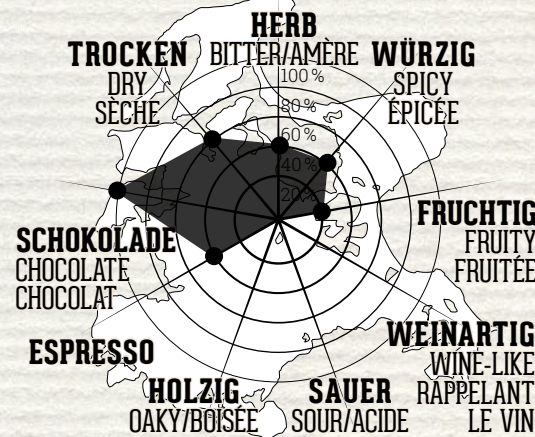 HERB
BITTER/AMÈRE
TROCKEN
DRY
SÈCHE
WÜRZIG
SPICY
ÉPICÉE
100 %
80 %
60 %
40 %
20 %
FRUCHTIG
FRUITY
FRUITÉE
SCHOKOLADE
CHOCOLATE
CHOCOLAT
WEINARTIG
WINE-LIKE
RAPPELANT
LE VIN
ESPRESSO
HOLZIG
OAKY/BOISÉE
SAUER
SOUR/ACIDE